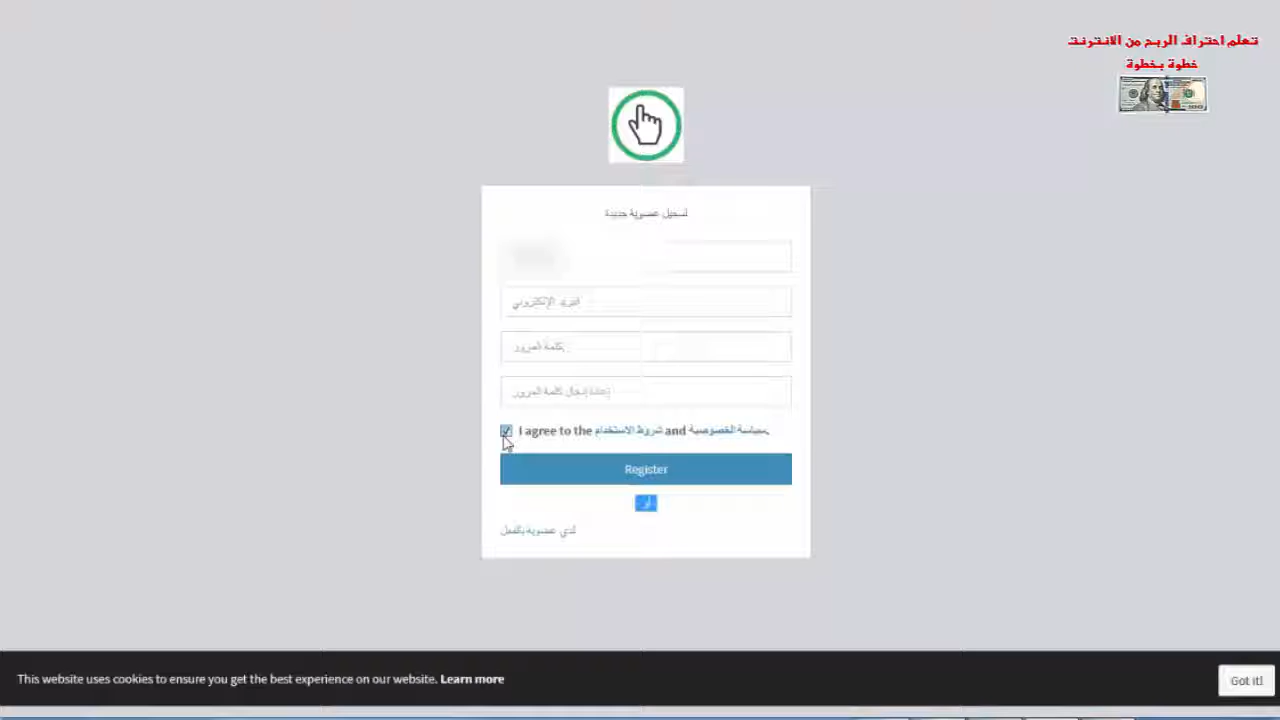 تعلم احتراف الربح من الانترنت
خطوة بخطوة
تسجيل عضوية جديدة
البريد الإلكتروني
كلمة المرور
إعادة إدخال كلمة المرور
I agree to the شروط الاستخدام and سياسة الخصوصية.
Register
- أو -
لدي عضوية بالفعل
This website uses cookies to ensure you get the best experience on our website. Learn more
Got it!